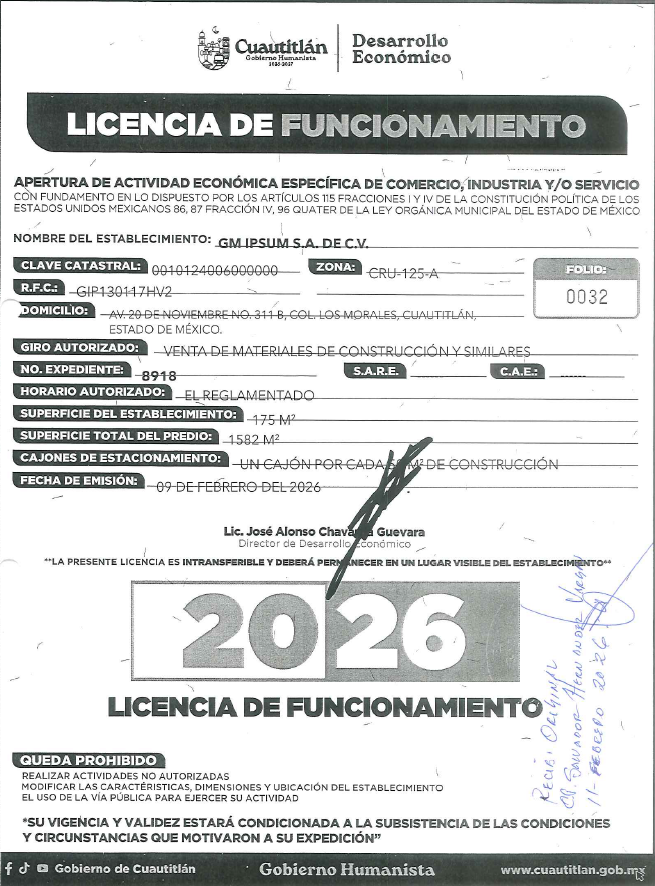 Cuautitlán
Gobierno Humanista
2025-2027
Desarrollo
Económico
LICENCIA DE FUNCIONAMIENTO
APERTURA DE ACTIVIDAD ECONÓMICA ESPECÍFICA DE COMERCIO, INDUSTRIA Y/O SERVICIO
CON FUNDAMENTO EN LO DISPUESTO POR LOS ARTÍCULOS 115 FRACCIONES I Y IV DE LA CONSTITUCIÓN POLÍTICA DE LOS
ESTADOS UNIDOS MEXICANOS 86, 87 FRACCIÓN IV, 96 QUATER DE LA LEY ORGÁNICA MUNICIPAL DEL ESTADO DE MÉXICO
NOMBRE DEL ESTABLECIMIENTO: GM IPSUM S.A. DE C.V.
CLAVE CATASTRAL: 0010124006000000 ZONA: CRU-125-A
FOLIO:
0032
R.F.C.: GIP130117HV2
DOMICILIO: AV. 20 DE NOVIEMBRE NO. 311 B, COL. LOS MORALES, CUAUTITLÁN,
ESTADO DE MÉXICO.
GIRO AUTORIZADO: VENTA DE MATERIALES DE CONSTRUCCIÓN Y SIMILARES
NO. EXPEDIENTE: 8918 S.A.R.E. C.A.E.: ------
HORARIO AUTORIZADO: EL REGLAMENTADO
SUPERFICIE DEL ESTABLECIMIENTO: 175 M²
SUPERFICIE TOTAL DEL PREDIO: 1582 M²
CAJONES DE ESTACIONAMIENTO: UN CAJÓN POR CADA M² DE CONSTRUCCIÓN
FECHA DE EMISIÓN: 09 DE FEBRERO DEL 2026
Lic. José Alonso Guevara
Director de Desarrollo Económico
**LA PRESENTE LICENCIA ES INTRANSFERIBLE Y DEBERÁ PERMANECER EN UN LUGAR VISIBLE DEL ESTABLECIMIENTO**
2026
LICENCIA DE FUNCIONAMIENTO
RECIBI ORIGINAL
SALVADOR HERNANDEZ VARGAS
11- FEBRERO 2026
QUEDA PROHIBIDO
REALIZAR ACTIVIDADES NO AUTORIZADAS
MODIFICAR LAS CARACTERÍSTICAS, DIMENSIONES Y UBICACIÓN DEL ESTABLECIMIENTO
EL USO DE LA VÍA PÚBLICA PARA EJERCER SU ACTIVIDAD
*SU VIGENCIA Y VALIDEZ ESTARÁ CONDICIONADA A LA SUBSISTENCIA DE LAS CONDICIONES
Y CIRCUNSTANCIAS QUE MOTIVARON A SU EXPEDICIÓN"
Gobierno de Cuautitlán Gobierno Humanista www.cuautitlan.gob.mx